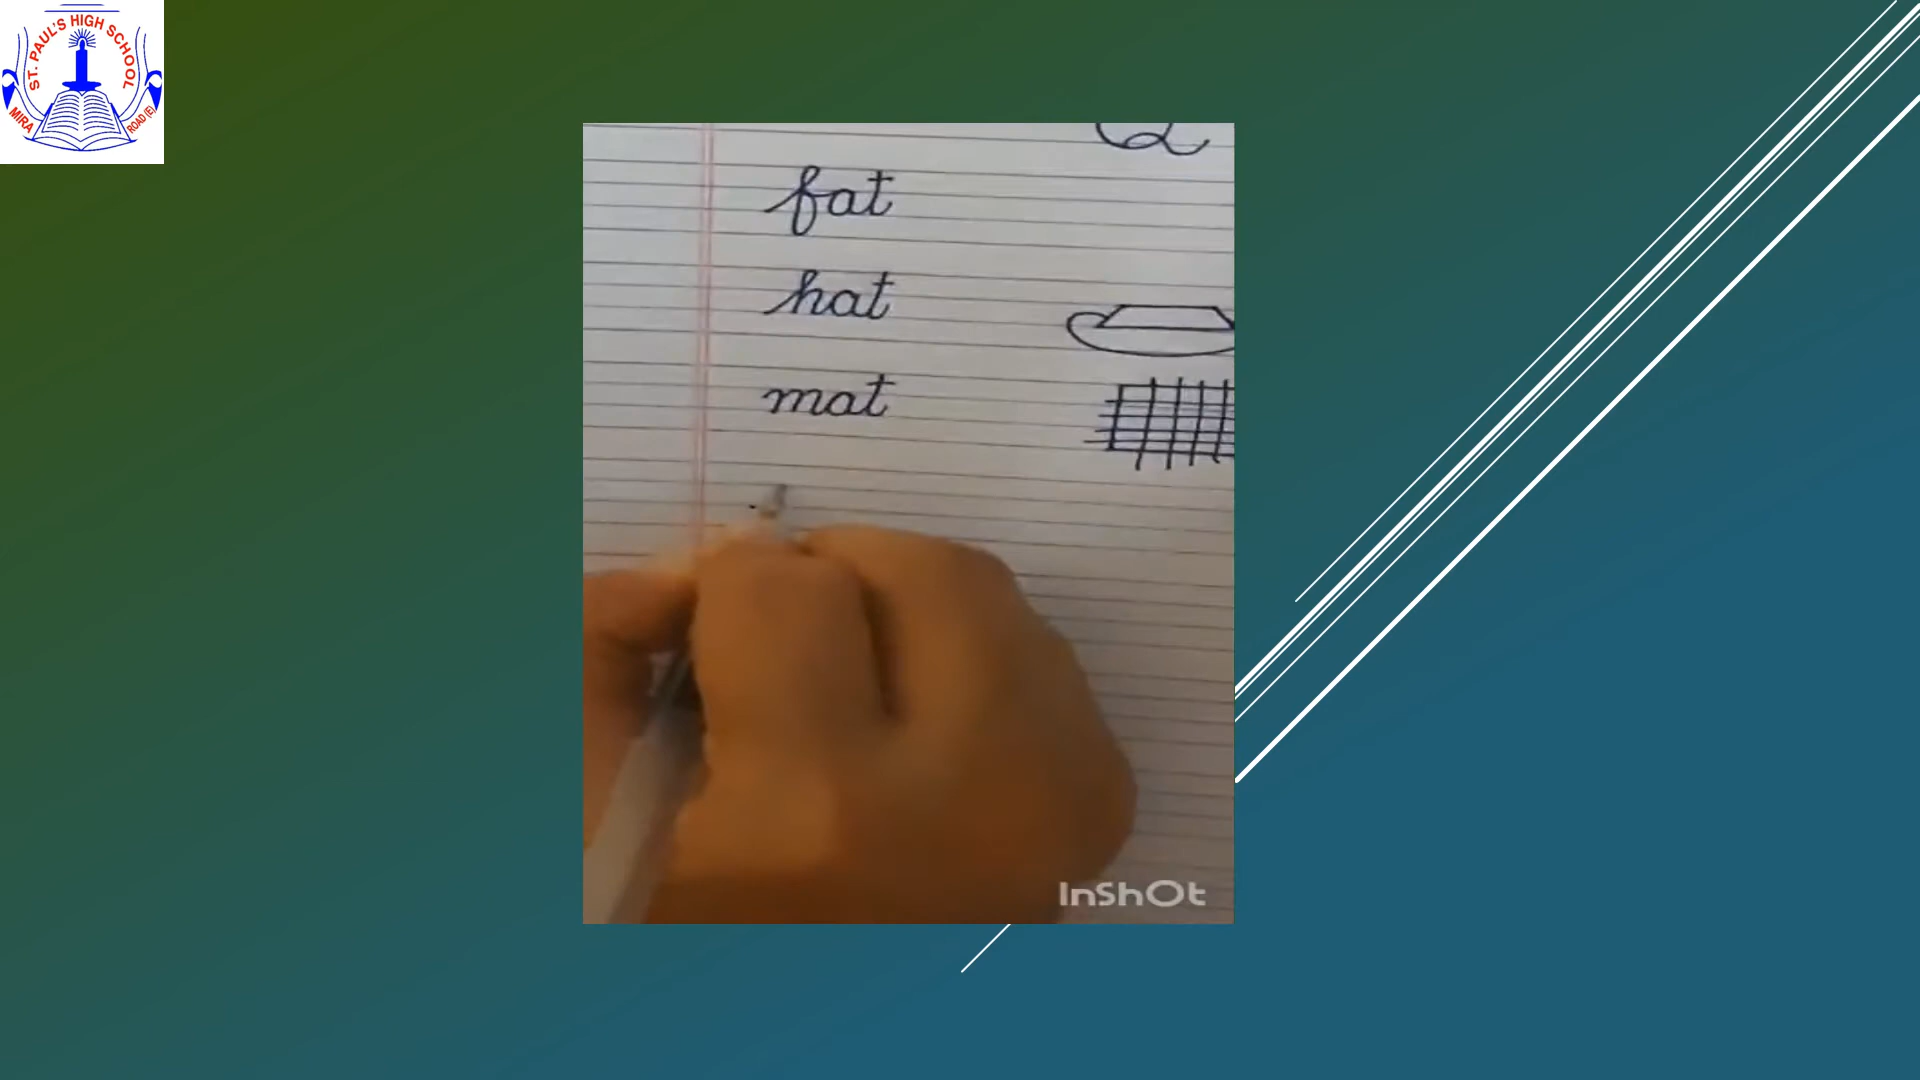 ST. PAUL'S HIGH SCHOOL
MIRA ROAD (E)
fat
hat
mat
InShOt